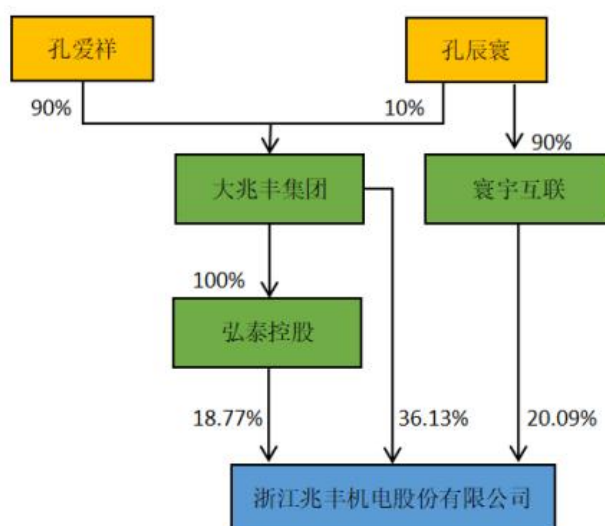 孔爱祥
孔辰寰
90%
10%
90%
大兆丰集团
寰宇互联
100%
弘泰控股
18.77%
36.13%
20.09%
浙江兆丰机电股份有限公司